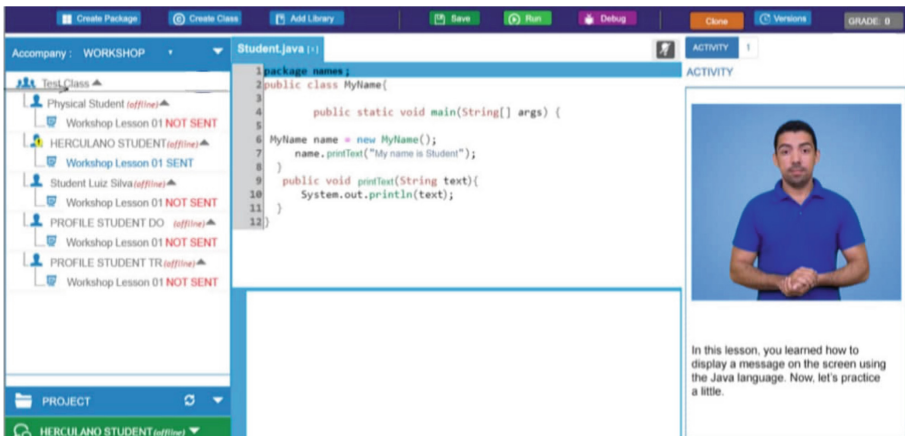 Create Package
Create Class
Add Library
Save
Run
Debug
Clone
Versions
GRADE: 0
Accompany : WORKSHOP
Test Class
Physical Student (offline)
Workshop Lesson 01 NOT SENT
HERCULANO STUDENT (offline)
Workshop Lesson 01 SENT
Student Luiz Silva (offline)
Workshop Lesson 01 NOT SENT
PROFILE STUDENT DO (offline)
Workshop Lesson 01 NOT SENT
PROFILE STUDENT TR (offline)
Workshop Lesson 01 NOT SENT
PROJECT
HERCULANO STUDENT (offline)
Student.java [+]
1 package names;
2 public class MyName{
3
4 public static void main(String[] args) {
5
6 MyName name = new MyName();
7 name.printText("My name is Student");
8 }
9 public void printText(String text){
10 System.out.println(text);
11 }
12 }
ACTIVITY 1
ACTIVITY
In this lesson, you learned how to
display a message on the screen using
the Java language. Now, let's practice
a little.